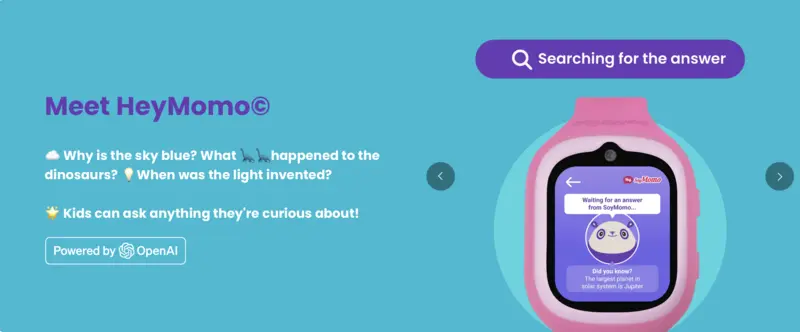 Searching for the answer
Meet HeyMomo©
☁️ Why is the sky blue? What 🦕🦕happened to the
dinosaurs? 💡When was the light invented?
🌟 Kids can ask anything they're curious about!
Powered by OpenAI
Hey Momo
Waiting for an answer
from SoyMomo...
Did you know?
The largest planet in
solar system is Jupiter